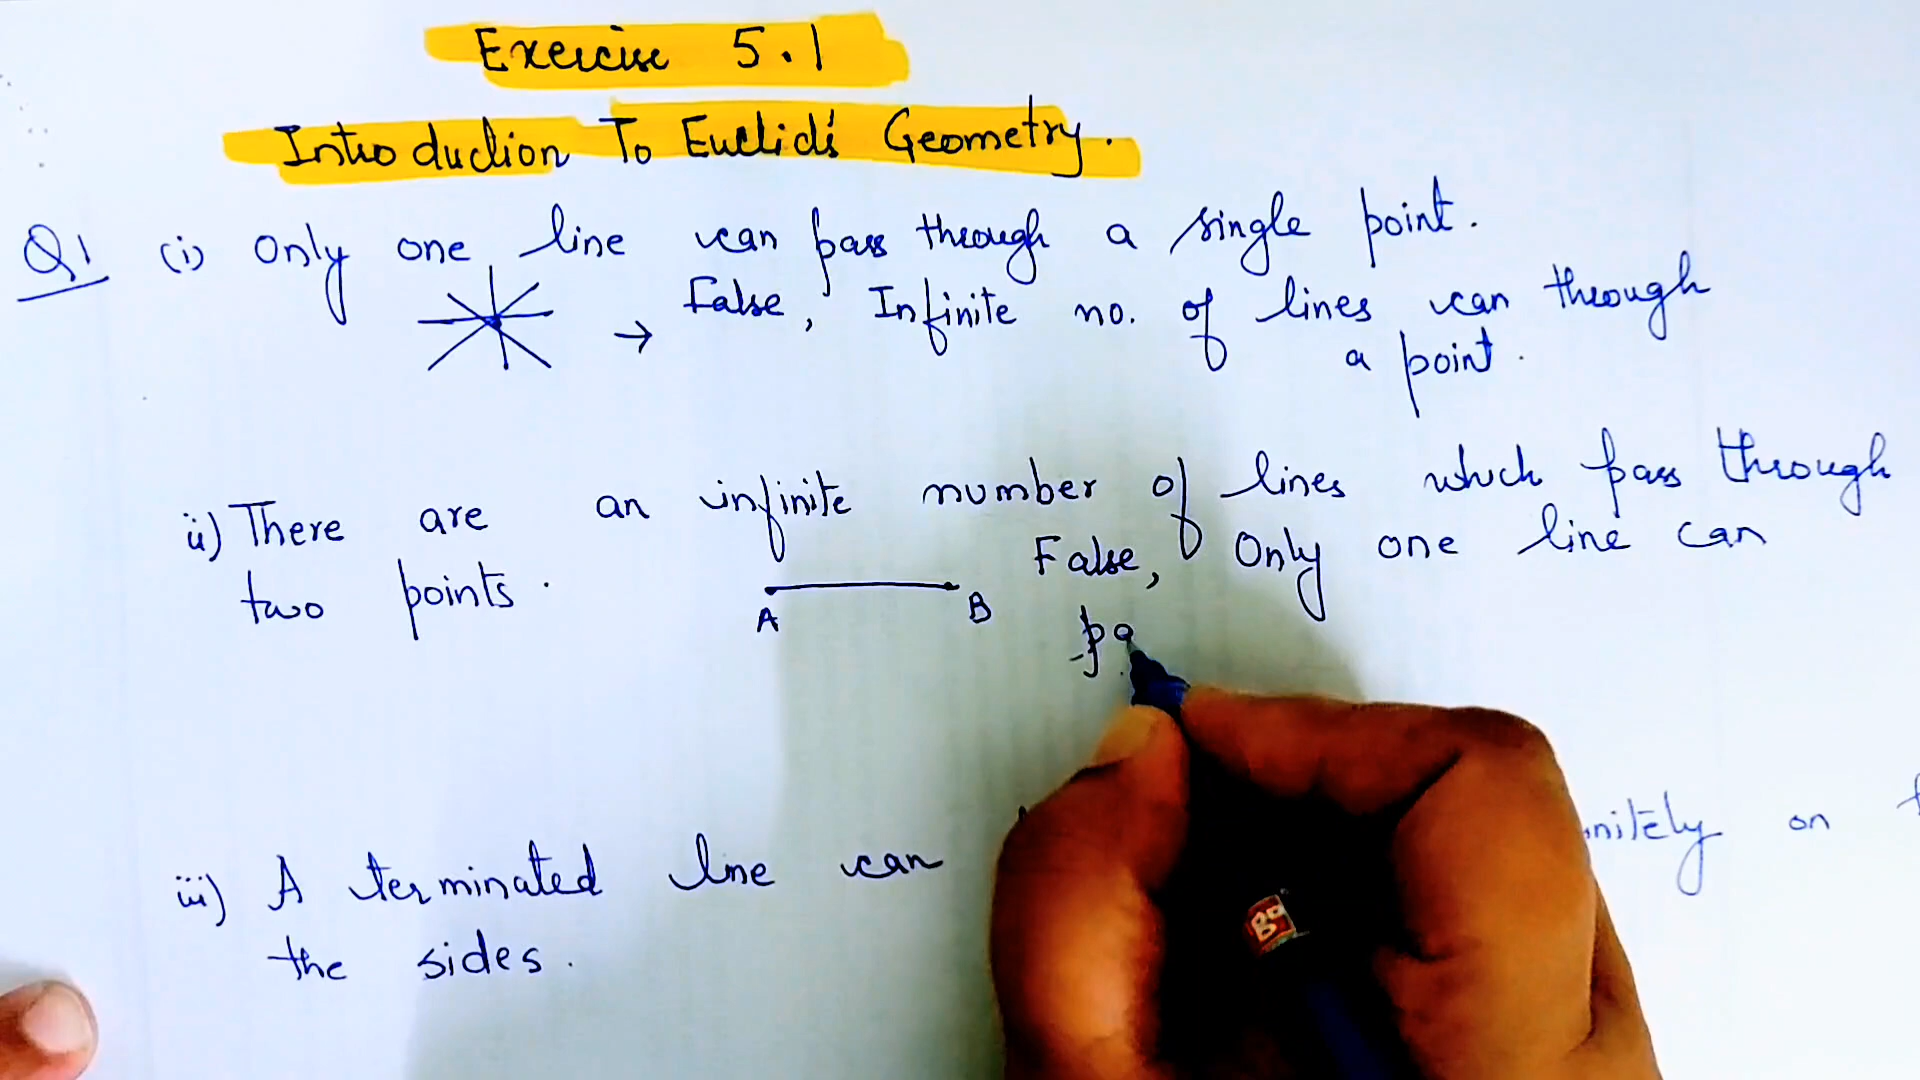 Exercise 5.1
Introduction To Euclid's Geometry.
Q1 (i) Only one line can pass through a single point.
→ False, Infinite no. of lines can through
a point.
ii) There are an infinite number of lines which pass through
two points.
False, Only one line can
pa
A B
iii) A terminated line can
on
the sides.